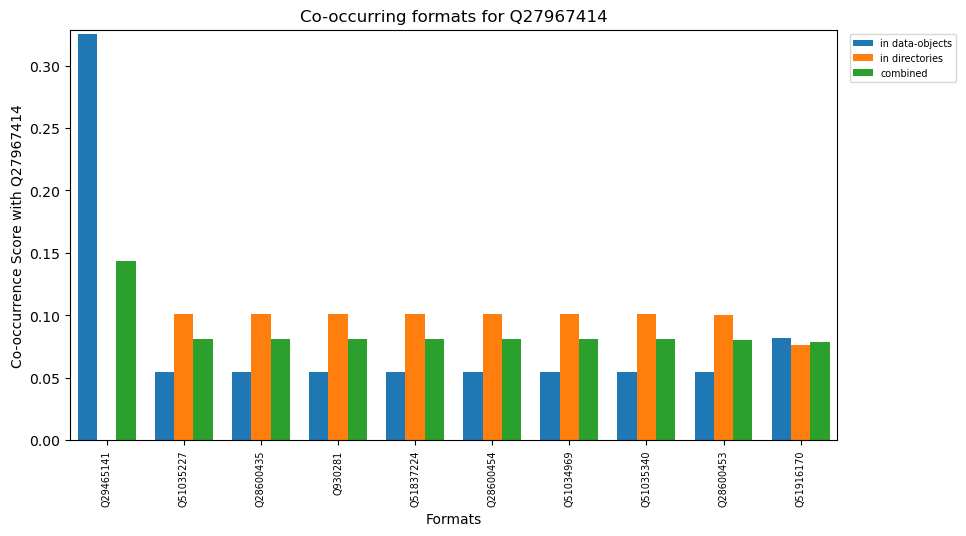 Co-occurring formats for Q27967414
in data-objects
in directories
combined
Co-occurrence Score with Q27967414
0.30
0.25
0.20
0.15
0.10
0.05
0.00
Q29465141
Q51035227
Q28600435
Q930281
Q51837224
Q28600454
Q51034969
Q51035340
Q28600453
Q51916170
Formats